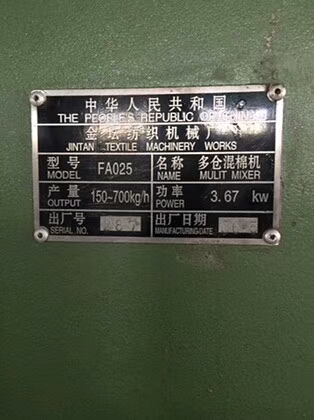 中华人民共和国
THE PEOPLE'S REPUBLIC OF CHINA
金坛纺织机械厂
JINTAN TEXTILE MACHINERY WORKS
型号 MODEL FA025 名称 NAME 多仓混棉机 MULIT MIXER
产量 OUTPUT 150~700kg/h 功率 POWER 3.67 kw
出厂号 SERIAL.NO. 出厂日期 MANUFACTURING.DATE